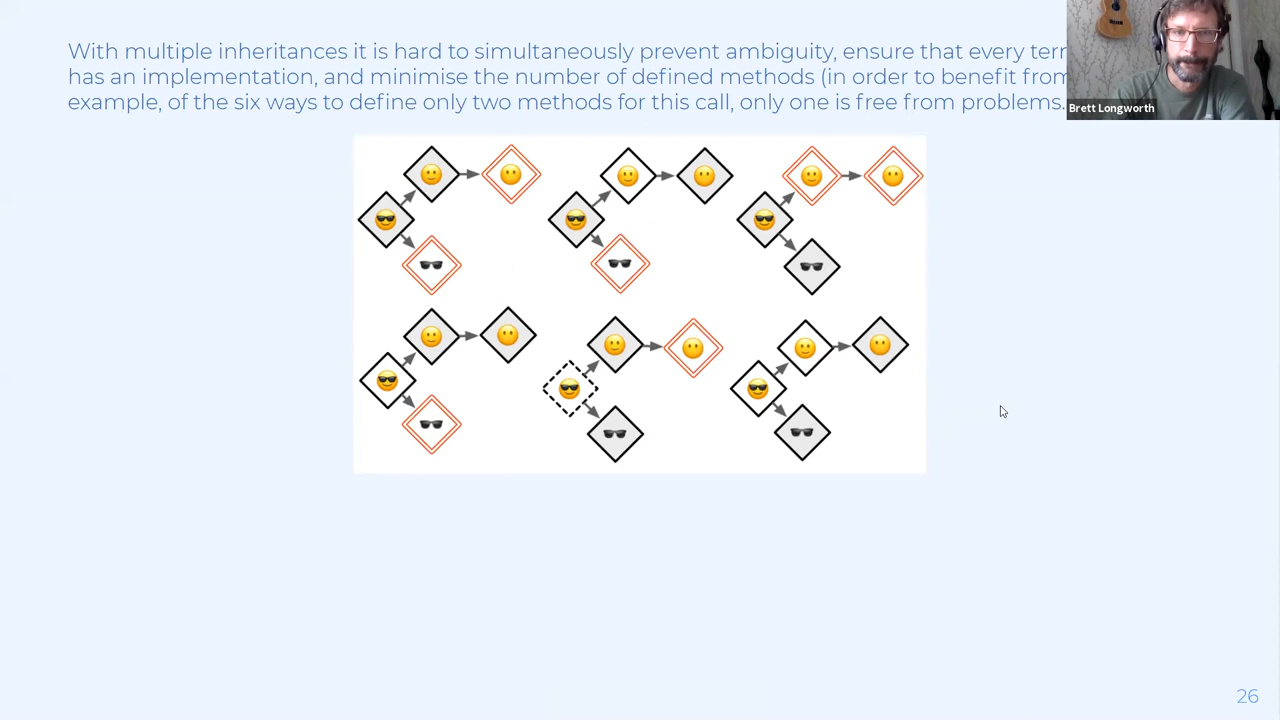 With multiple inheritances it is hard to simultaneously prevent ambiguity, ensure that every
has an implementation, and minimise the number of defined methods (in order to benefit from
example, of the six ways to define only two methods for this call, only one is free from problems.
Brett Longworth
26